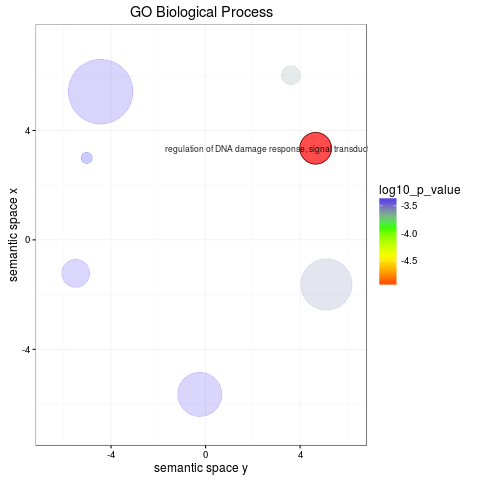 GO Biological Process
regulation of DNA damage response, signal transduc
4
0
-4
-4
0
4
semantic space x
semantic space y
log10_p_value
-3.5
-4.0
-4.5